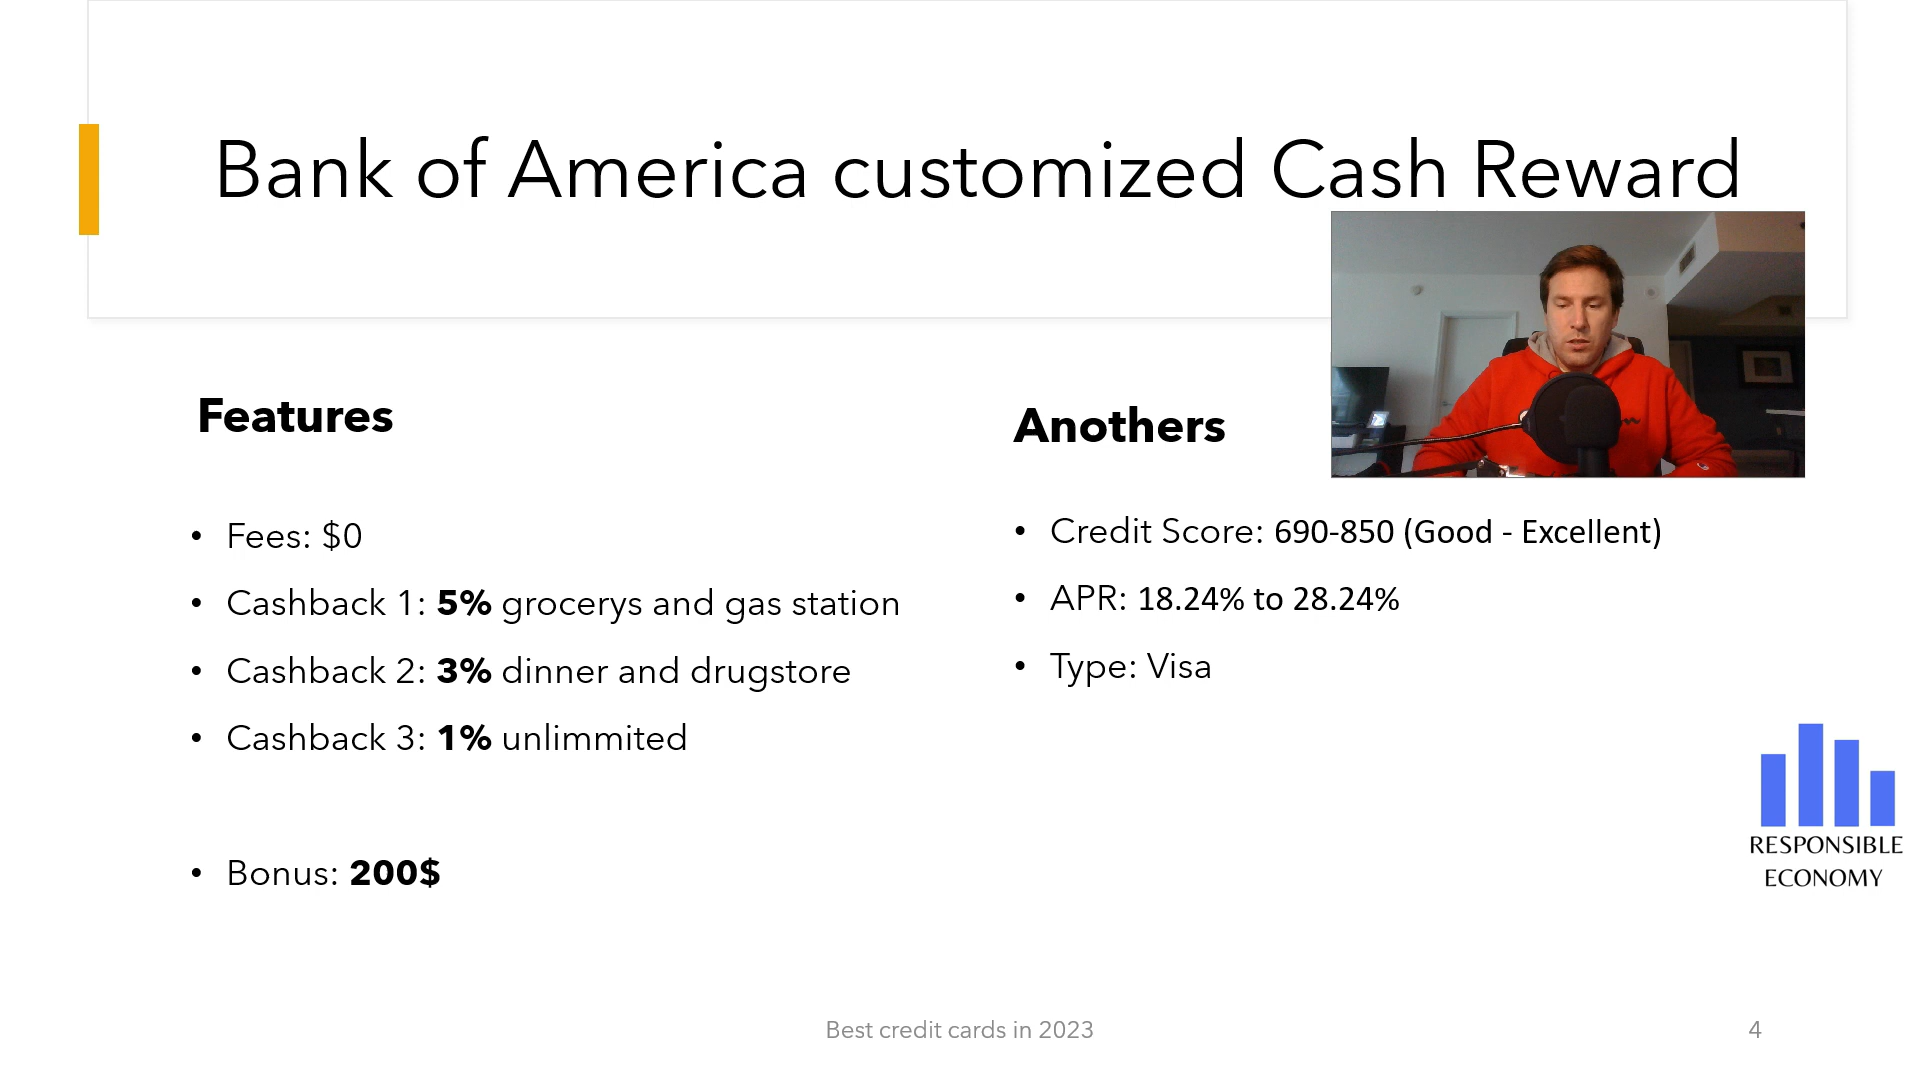 Bank of America customized Cash Reward
Features
• Fees: $0
• Cashback 1: 5% grocerys and gas station
• Cashback 2: 3% dinner and drugstore
• Cashback 3: 1% unlimmited
• Bonus: 200$
Anothers
• Credit Score: 690-850 (Good - Excellent)
• APR: 18.24% to 28.24%
• Type: Visa
RESPONSIBLE
ECONOMY
Best credit cards in 2023
4